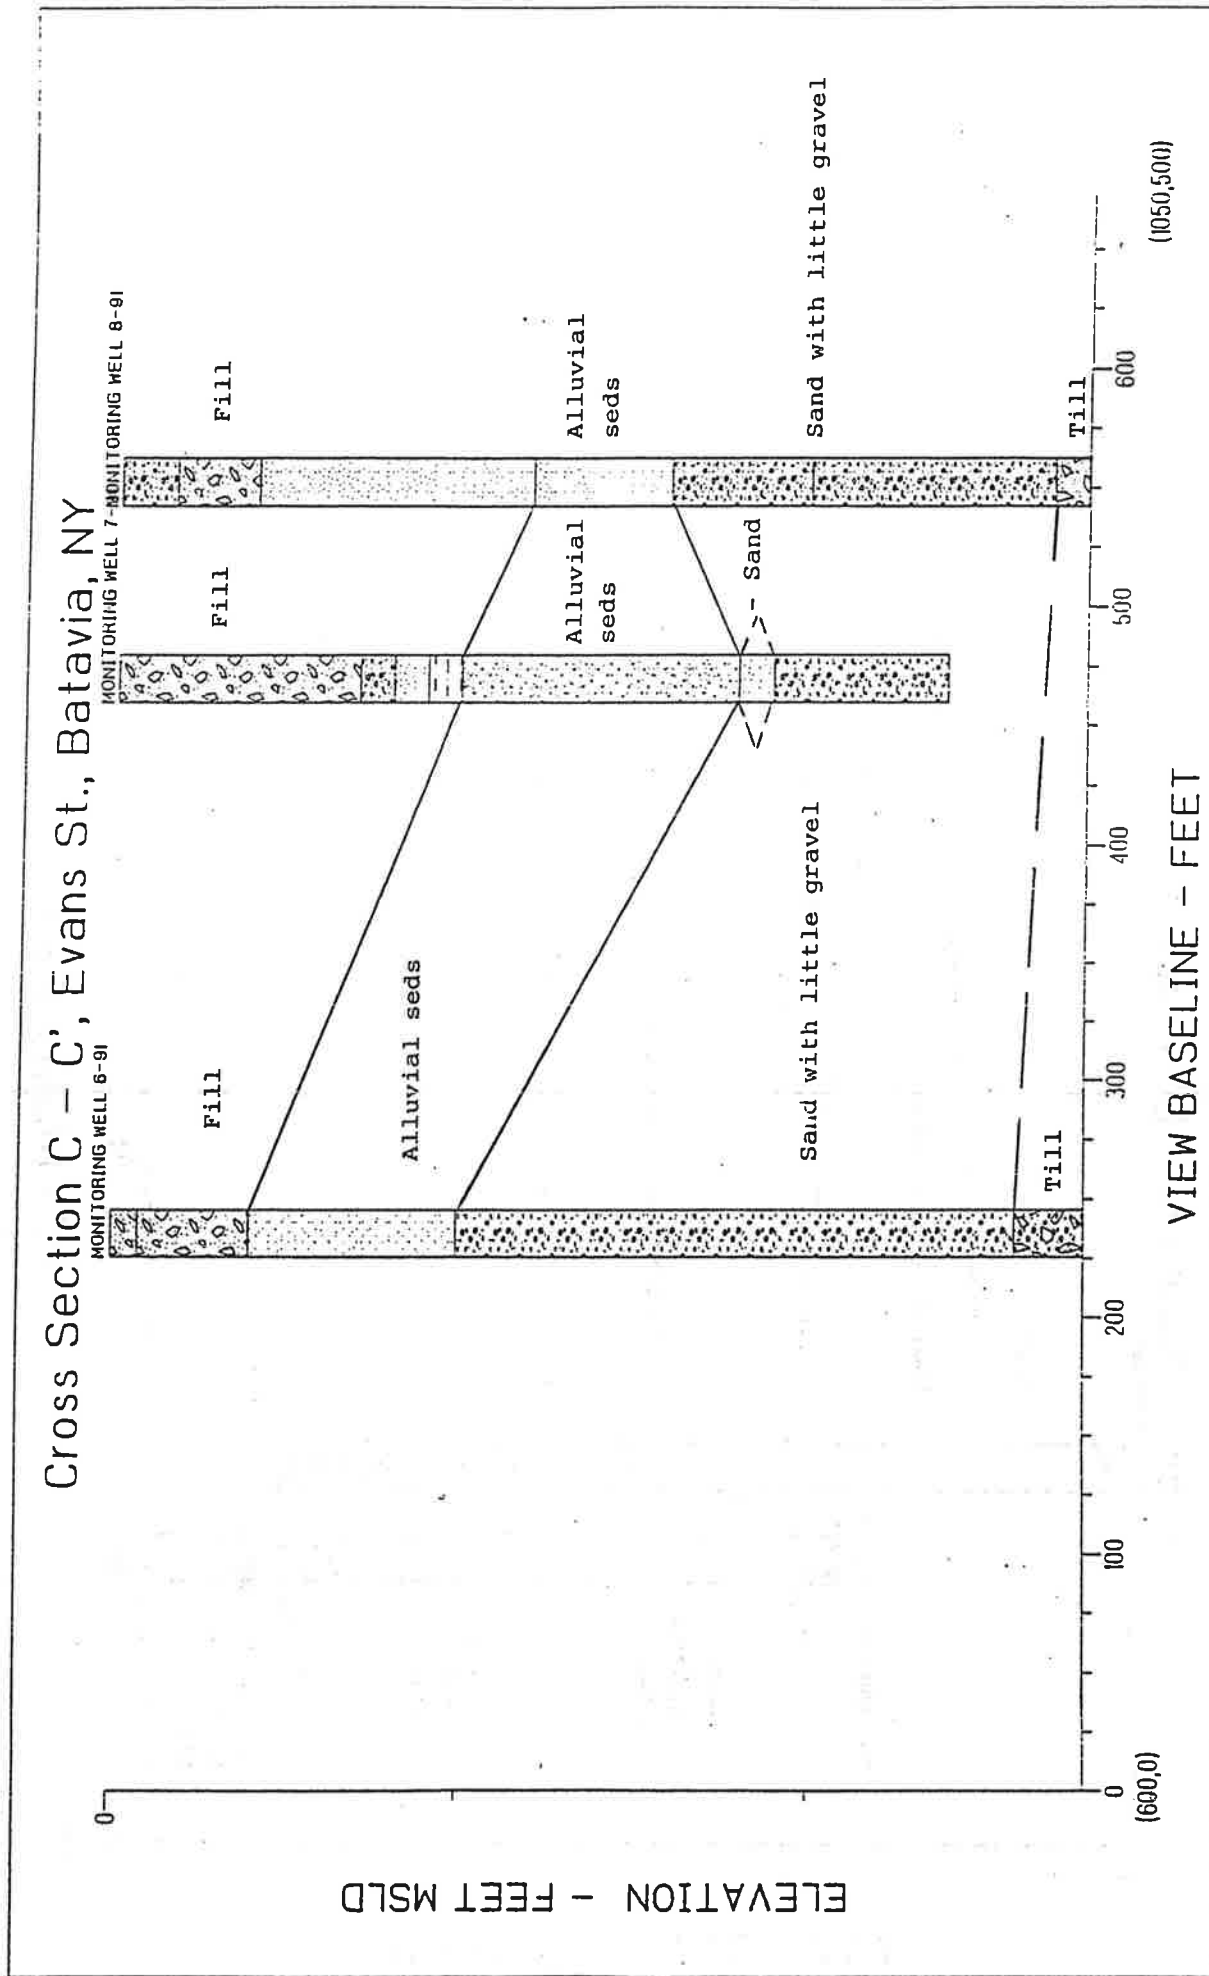 Cross Section C - C', Evans St., Batavia, NY
MONITORING WELL 6-91
MONITORING WELL 7-
MONITORING WELL 8-91
Fill
Fill
Fill
Alluvial seds
Alluvial
seds
Alluvial
seds
- Sand
Sand with little gravel
Sand with little gravel
Till
Till
0
ELEVATION - FEET MSLD
0
100
200
300
400
500
600
(600,0)
(1050,500)
VIEW BASELINE - FEET